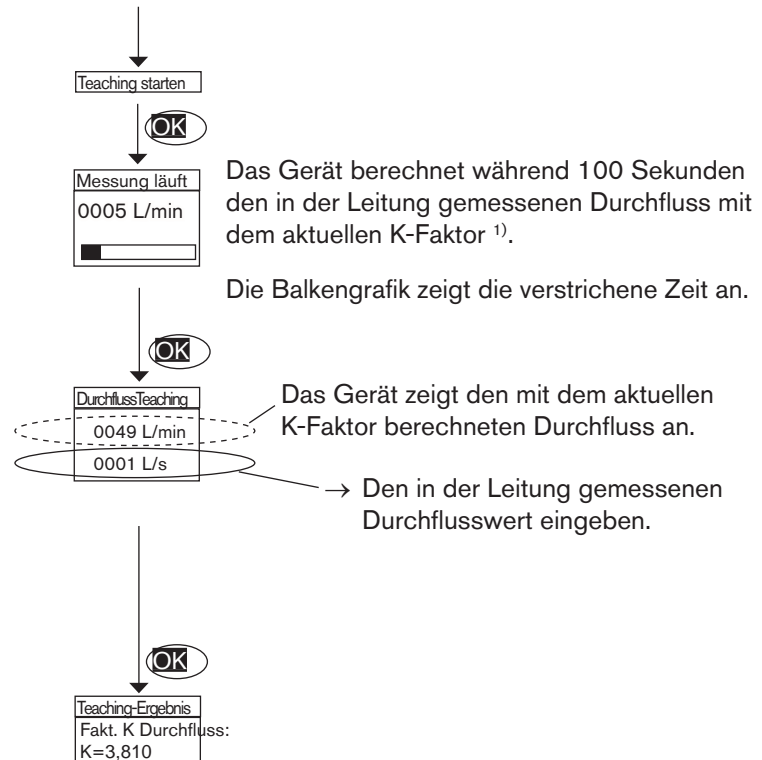 Teaching starten
OK
Messung läuft
0005 L/min
Das Gerät berechnet während 100 Sekunden
den in der Leitung gemessenen Durchfluss mit
dem aktuellen K-Faktor 1).
Die Balkengrafik zeigt die verstrichene Zeit an.
OK
DurchflussTeaching
0049 L/min
0001 L/s
Das Gerät zeigt den mit dem aktuellen
K-Faktor berechneten Durchfluss an.
→ Den in der Leitung gemessenen
Durchflusswert eingeben.
OK
Teaching-Ergebnis
Fakt. K Durchfluss:
K=3,810